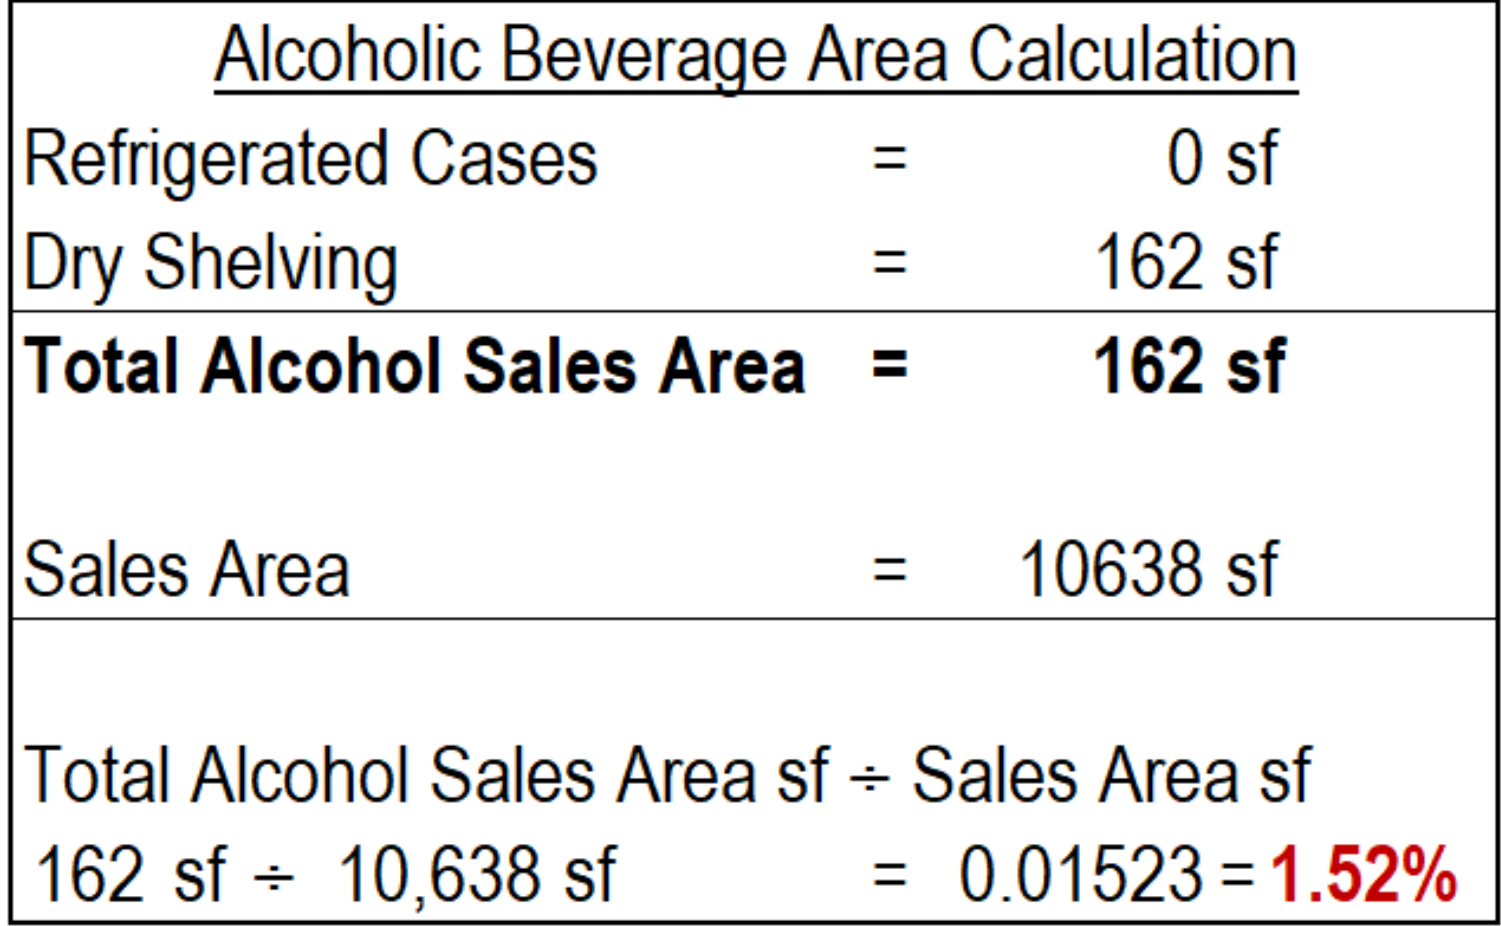 Alcoholic Beverage Area Calculation
Refrigerated Cases = 0 sf
Dry Shelving = 162 sf
Total Alcohol Sales Area = 162 sf
Sales Area = 10638 sf
Total Alcohol Sales Area sf ÷ Sales Area sf
162 sf ÷ 10,638 sf = 0.01523 = 1.52%